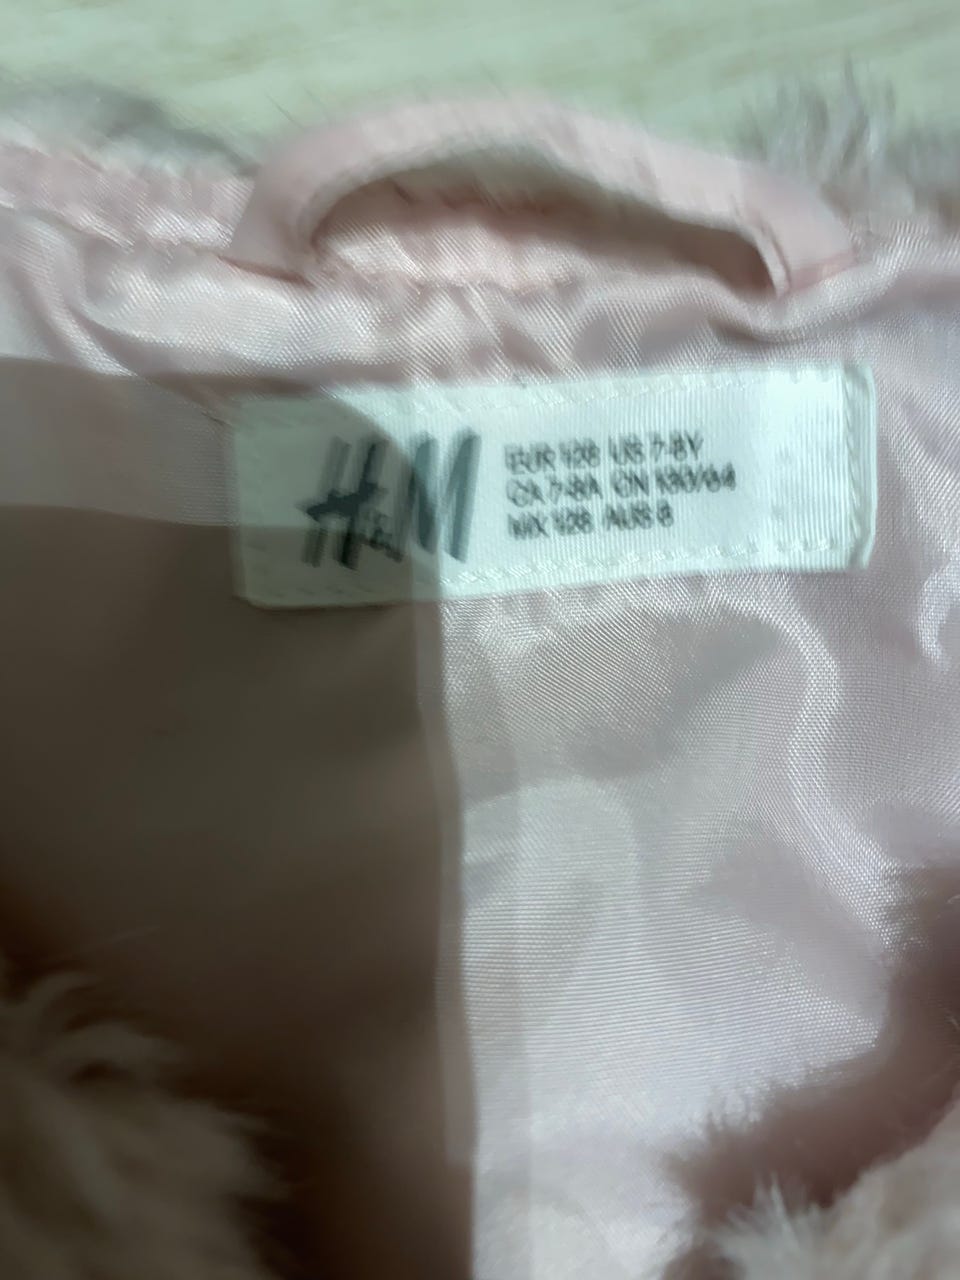 H&M
EUR 128 US 7-8Y
CA 7-8A CN 130/64
MX 128 AUS 8